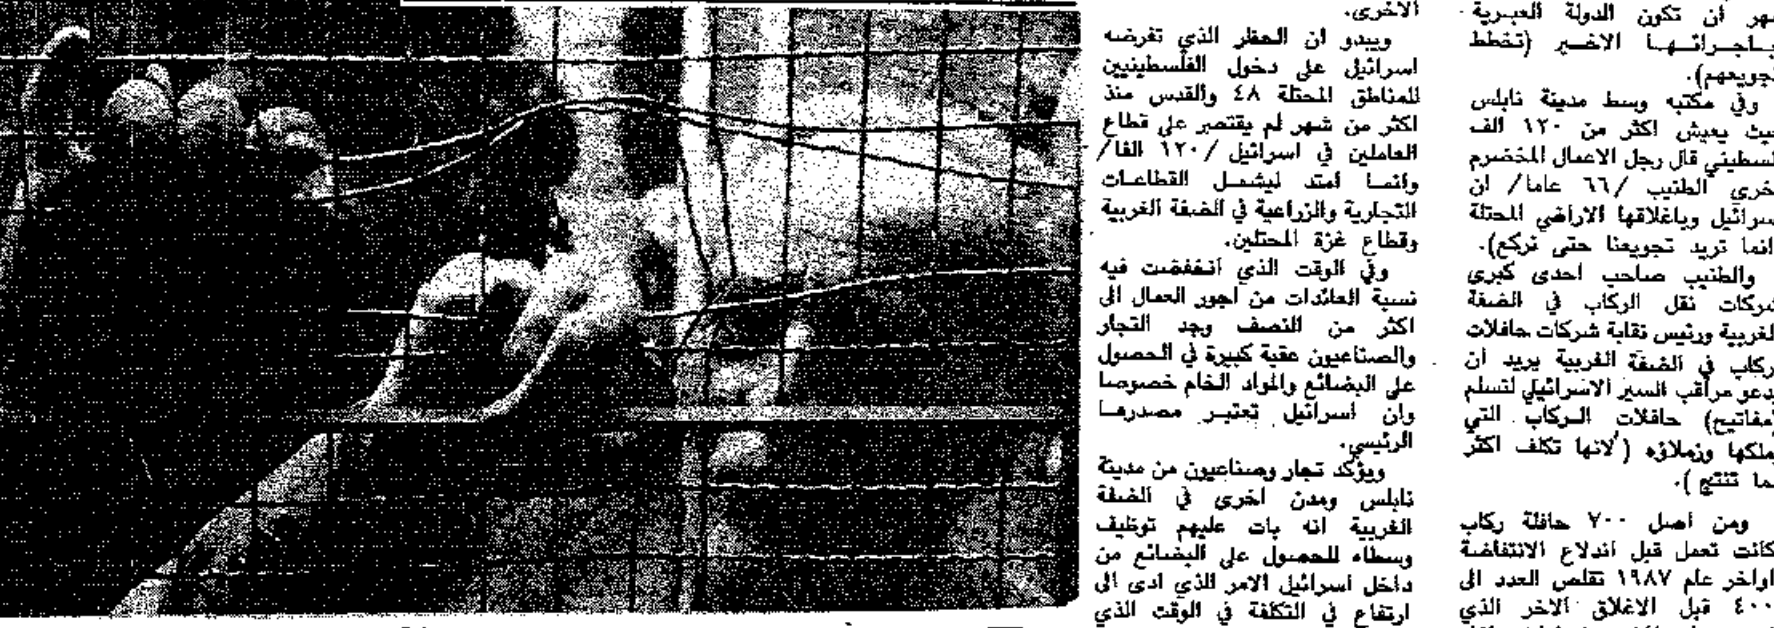 شهر ان تكون الدولة العبرية
باجرائها الاخير (تخطط
لتجويعهم).
وفي مكتبه وسط مدينة نابلس
حيث يعيش اكثر من ١٢٠ الف
فلسطيني قال رجل الاعمال المخضرم
الطنيب /٦٦ عاما/ ان
اسرائيل وباغلاقها الاراضي المحتلة
انما تريد تجويعنا حتى نركع).
والطنيب صاحب احدى كبرى
شركات نقل الركاب في الضفة
الغربية ورئيس نقابة شركات حافلات
الركاب في الضفة الغربية يريد ان
يدعو مراقب السير الاسرائيلي لتسلم
(مفاتيح) حافلات الركاب التي
يملكها وزملاؤه (لانها تكلف اكثر
مما تنتج).
ومن اصل ٧٠٠ حافلة ركاب
كانت تعمل قبل اندلاع الانتفاضة
اواخر عام ١٩٨٧ تقلص العدد الى
٤٠٠ قبل الاغلاق الاخر الذي
الاخرى.
ويبدو ان الحظر الذي تفرضه
اسرائيل على دخول الفلسطينيين
للمناطق المحتلة ٤٨ والقدس منذ
اكثر من شهر لم يقتصر على قطاع
العاملين في اسرائيل /١٢٠ الفا/
وانما امتد ليشمل القطاعات
التجارية والزراعية في الضفة الغربية
وقطاع غزة المحتلين.
وفي الوقت الذي انخفضت فيه
نسبة العائدات من اجور العمال الى
اكثر من النصف وجد التجار
والصناعيون عقبة كبيرة في الحصول
على البضائع والمواد الخام خصوصا
وان اسرائيل تعتبر مصدرها
الرئيسي.
ويؤكد تجار وصناعيون من مدينة
نابلس ومدن اخرى في الضفة
الغربية انه بات عليهم توظيف
وسطاء للحصول على البضائع من
داخل اسرائيل الامر الذي ادى الى
ارتفاع في التكلفة في الوقت الذي